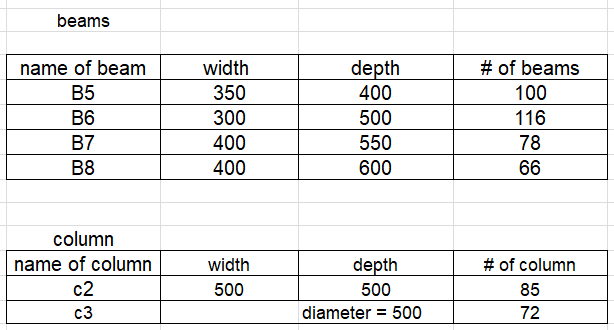 beams
name of beam width depth # of beams
B5 350 400 100
B6 300 500 116
B7 400 550 78
B8 400 600 66
column
name of column width depth # of column
c2 500 500 85
c3 diameter = 500 72